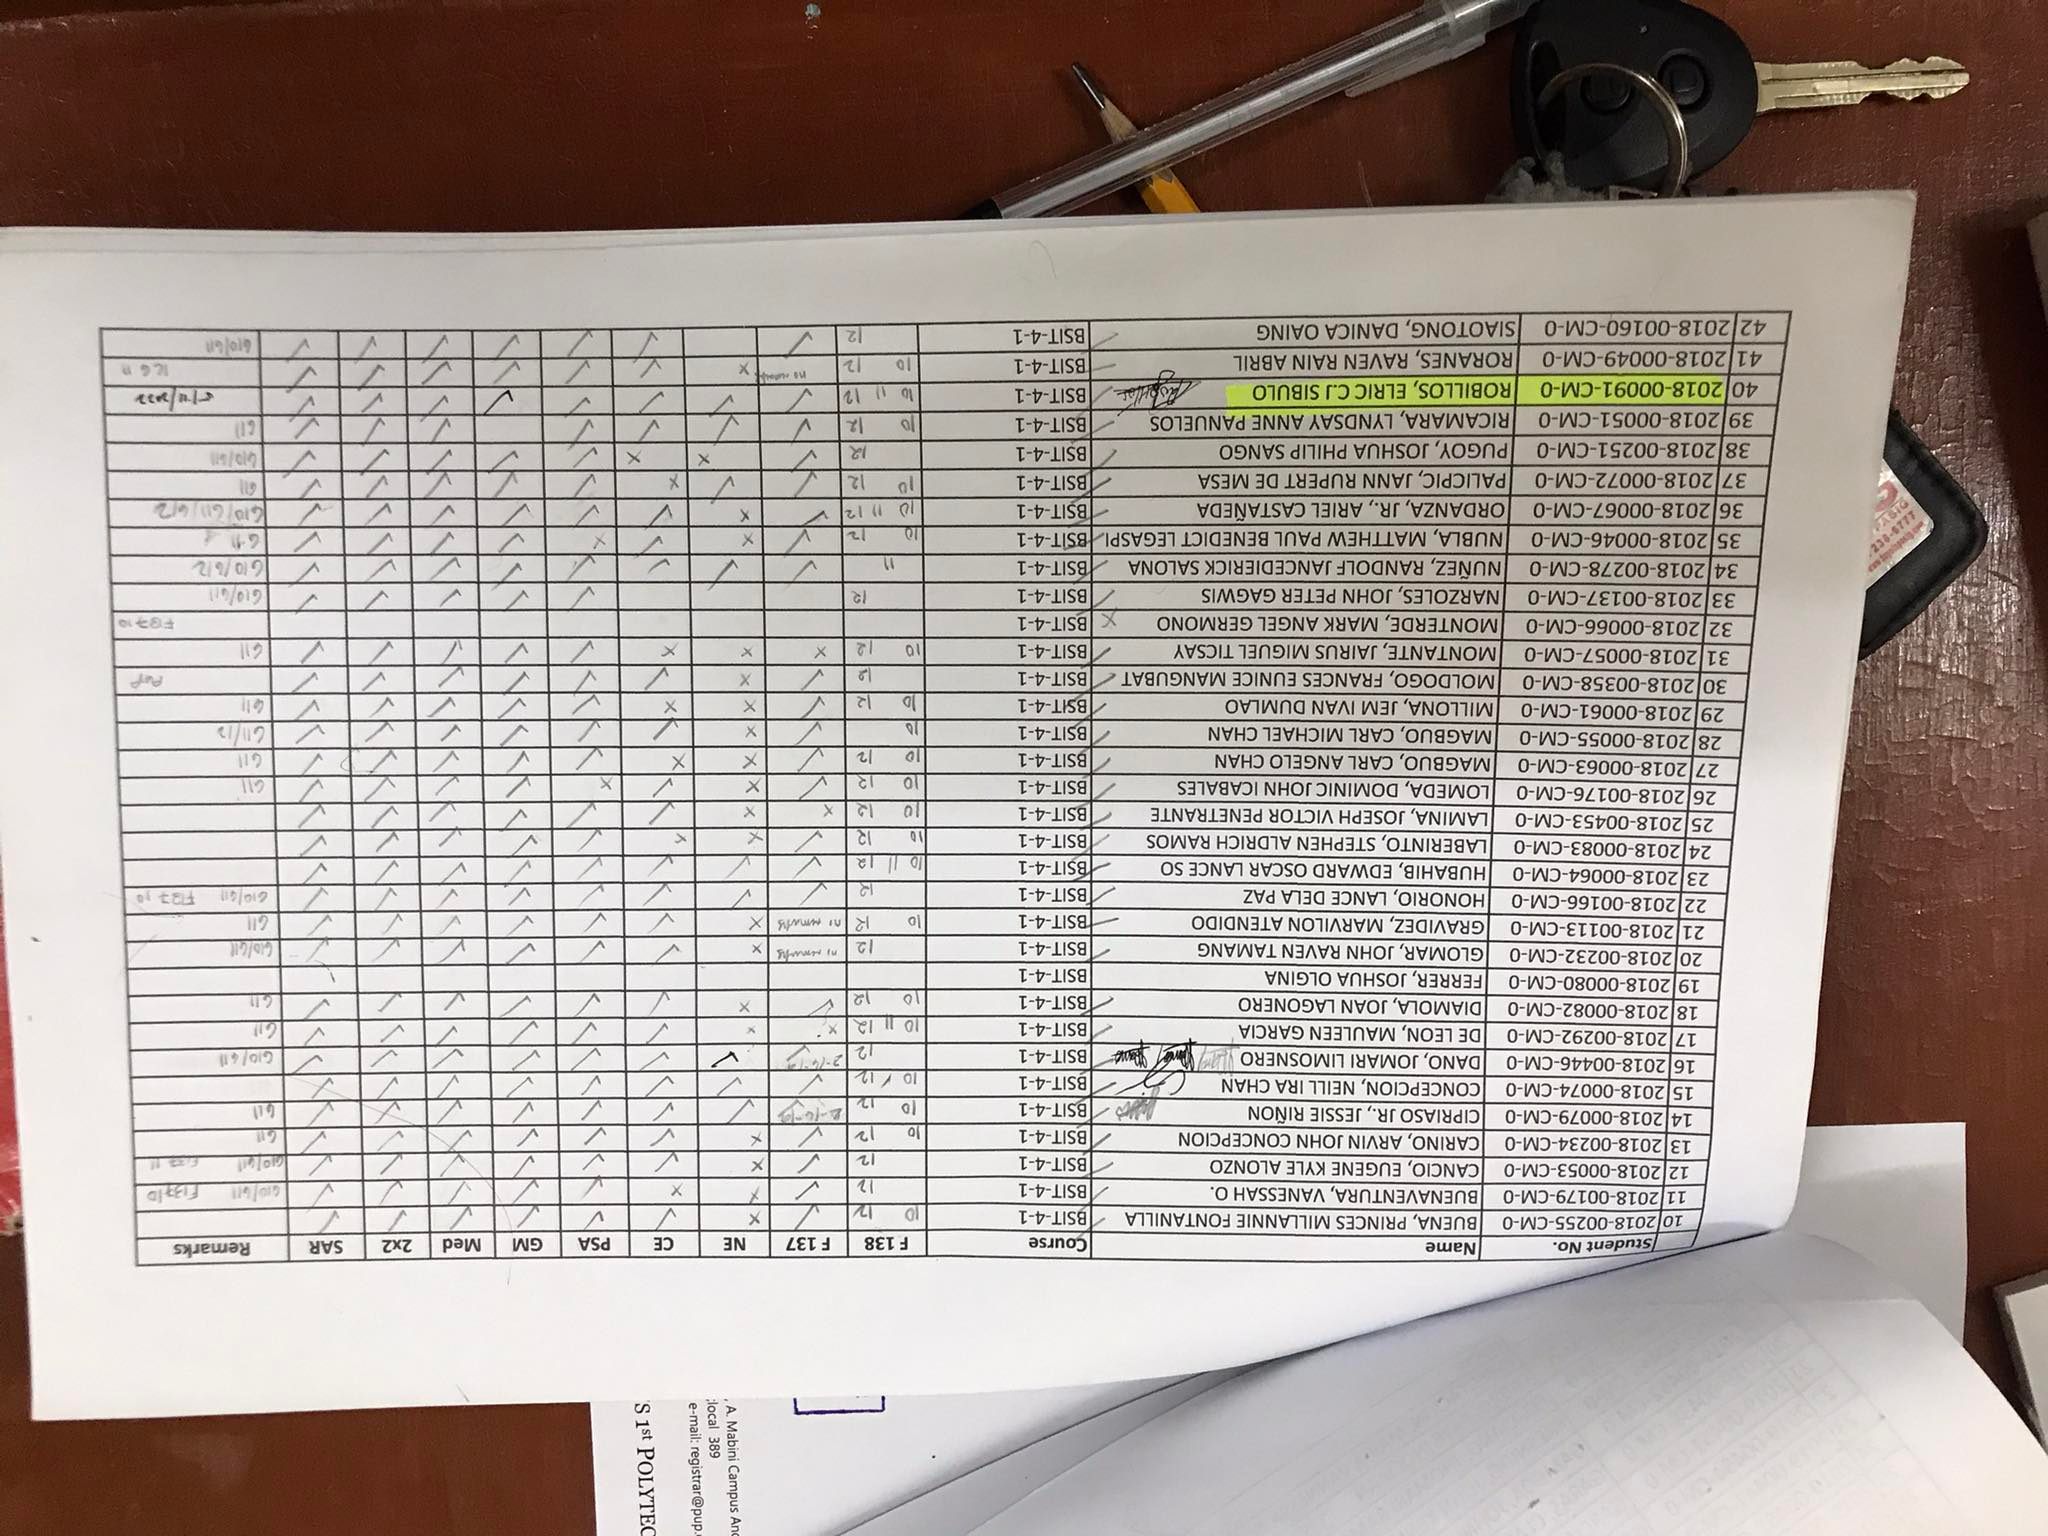 , A. Mabini Campus And
local 389
e-mail: registrar@pup.
'S 1st POLYTEC
Student No. Name Course F 138 F 137 NE CE PSA GM Med 2x2 SAR Remarks
10 2018-00255-CM-0 BUENA, PRINCES MILLANNIE FONTANILLA BSIT-4-1 10 12 ✓ x ✓ ✓ ✓ ✓ ✓ ✓
11 2018-00179-CM-0 BUENAVENTURA, VANESSAH O. BSIT-4-1 12 ✓ x x ✓ ✓ ✓ ✓ ✓ G10/G11 F137 10
12 2018-00053-CM-0 CANCIO, EUGENE KYLE ALONZO BSIT-4-1 12 ✓ x ✓ ✓ ✓ ✓ ✓ ✓ G10/G11 F137 11
13 2018-00234-CM-0 CARINO, ARVIN JOHN CONCEPCION BSIT-4-1 10 12 ✓ x ✓ ✓ ✓ ✓ ✓ ✓ G11
14 2018-00079-CM-0 CIPRIASO JR., JESSIE RIÑON BSIT-4-1 10 12 ✓ ✓ ✓ ✓ ✓ ✓ ✓ ✓ G11
15 2018-00074-CM-0 CONCEPCION, NEILL IRA CHAN BSIT-4-1 10 ✓ 12 ✓ ✓ ✓ ✓ ✓ ✓ ✓ ✓
16 2018-00446-CM-0 DANO, JOMARI LIMOSNERO BSIT-4-1 12 ✓ ✓ ✓ ✓ ✓ ✓ ✓ ✓ G10/G11
17 2018-00292-CM-0 DE LEON, MAULEEN GARCIA BSIT-4-1 10 11 12 x x ✓ ✓ ✓ ✓ ✓ ✓ G11
18 2018-00082-CM-0 DIAMOLA, JOAN LAGONERO BSIT-4-1 10 12 ✓ x ✓ ✓ ✓ ✓ ✓ ✓ G11
19 2018-00080-CM-0 FERRER, JOSHUA OLGINA BSIT-4-1
20 2018-00232-CM-0 GLOMAR, JOHN RAVEN TAMANG BSIT-4-1 12 no remarks x ✓ ✓ ✓ ✓ ✓ ✓ G10/G11
21 2018-00113-CM-0 GRAVIDEZ, MARVILON ATENDIDO BSIT-4-1 10 12 no remarks x ✓ ✓ ✓ ✓ ✓ ✓ G11
22 2018-00166-CM-0 HONORIO, LANCE DELA PAZ BSIT-4-1 12 ✓ ✓ ✓ ✓ ✓ ✓ ✓ ✓ G10/G11 F137 10
23 2018-00064-CM-0 HUBAHIB, EDWARD OSCAR LANCE SO BSIT-4-1 10 11 12 ✓ ✓ ✓ ✓ ✓ ✓ ✓ ✓
24 2018-00083-CM-0 LABERINTO, STEPHEN ALDRICH RAMOS BSIT-4-1 10 12 ✓ x x ✓ ✓ ✓ ✓ ✓
25 2018-00453-CM-0 LAMINA, JOSEPH VICTOR PENETRANTE BSIT-4-1 10 12 x x ✓ ✓ ✓ ✓ ✓ ✓
26 2018-00176-CM-0 LOMEDA, DOMINIC JOHN ICABALES BSIT-4-1 10 12 ✓ x ✓ x ✓ ✓ ✓ ✓ G11
27 2018-00063-CM-0 MAGBUO, CARL ANGELO CHAN BSIT-4-1 10 12 ✓ x x ✓ ✓ ✓ ✓ ✓ G11
28 2018-00055-CM-0 MAGBUO, CARL MICHAEL CHAN BSIT-4-1 10 ✓ x ✓ ✓ ✓ ✓ ✓ ✓ G11/12
29 2018-00061-CM-0 MILLONA, JEM IVAN DUMLAO BSIT-4-1 10 12 ✓ x x ✓ ✓ ✓ ✓ ✓ G11
30 2018-00358-CM-0 MOLDOGO, FRANCES EUNICE MANGUBAT BSIT-4-1 12 ✓ x ✓ ✓ ✓ ✓ ✓ ✓ PUP
31 2018-00057-CM-0 MONTANTE, JAIRUS MIGUEL TICSAY BSIT-4-1 10 12 x x x ✓ ✓ ✓ ✓ ✓ G11
32 2018-00066-CM-0 MONTERDE, MARK ANGEL GERMONO x BSIT-4-1 F137 10
33 2018-00137-CM-0 NARZOLES, JOHN PETER GAGWIS BSIT-4-1 12 ✓ ✓ ✓ ✓ ✓ G10/G11
34 2018-00278-CM-0 NUÑEZ, RANDOLF JANCEDIERICK SALONA BSIT-4-1 11 ✓ ✓ ✓ ✓ ✓ ✓ ✓ ✓ G10/G12
35 2018-00046-CM-0 NUBLA, MATTHEW PAUL BENEDICT LEGASPI BSIT-4-1 10 12 ✓ x ✓ x ✓ ✓ ✓ ✓ G11
36 2018-00067-CM-0 ORDANZA, JR., ARIEL CASTAÑEDA BSIT-4-1 10 11 12 ✓ x ✓ ✓ ✓ ✓ ✓ ✓ G10/G11/G12
37 2018-00072-CM-0 PALICPIC, JANN RUPERT DE MESA BSIT-4-1 10 12 ✓ ✓ x ✓ ✓ ✓ ✓ ✓ G11
38 2018-00251-CM-0 PUGOY, JOSHUA PHILIP SANGO BSIT-4-1 12 ✓ x x ✓ ✓ ✓ ✓ ✓ G10/G11
39 2018-00051-CM-0 RICAMARA, LYNDSAY ANNE PANUELOS BSIT-4-1 10 12 ✓ ✓ ✓ ✓ ✓ ✓ ✓ G11
40 2018-00091-CM-0 ROBILLOS, ELRIC C.J SIBULO BSIT-4-1 10 11 12 ✓ ✓ ✓ ✓ ✓ ✓ ✓ ✓ 5/11/2022
41 2018-00049-CM-0 RORANES, RAVEN RAIN ABRIL BSIT-4-1 10 12 no remarks x ✓ ✓ ✓ ✓ ✓ ✓
42 2018-00160-CM-0 SIAOTONG, DANICA OAING BSIT-4-1 12 ✓ ✓ ✓ ✓ ✓ ✓ ✓ G10/G11